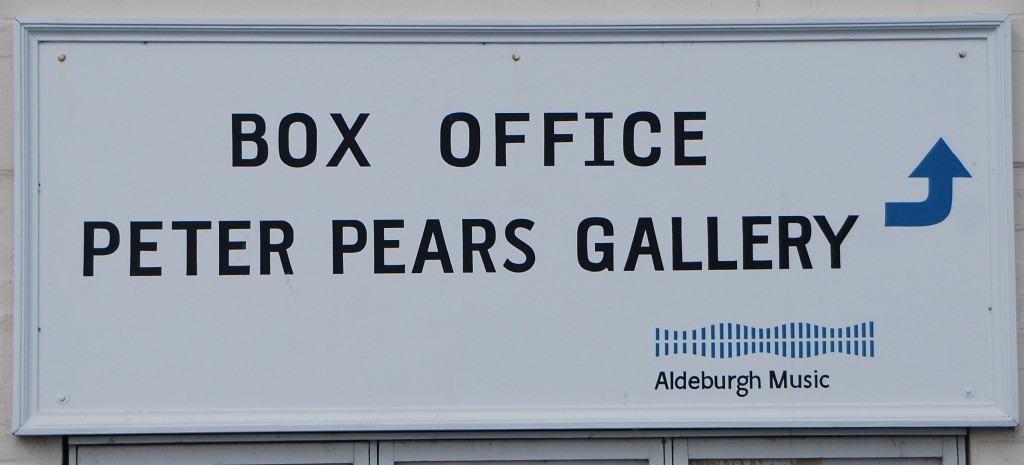 BOX OFFICE
PETER PEARS GALLERY
Aldeburgh Music